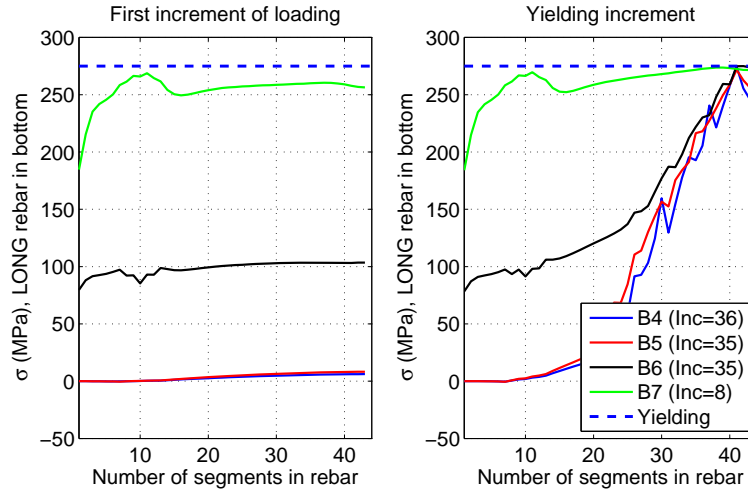 First increment of loading
Yielding increment
σ (MPa), LONG rebar in bottom
300
250
200
150
100
50
0
−50
10
20
30
40
Number of segments in rebar
σ (MPa), LONG rebar in bottom
300
250
200
150
100
50
0
−50
10
20
30
40
Number of segments in rebar
B4 (Inc=36)
B5 (Inc=35)
B6 (Inc=35)
B7 (Inc=8)
Yielding